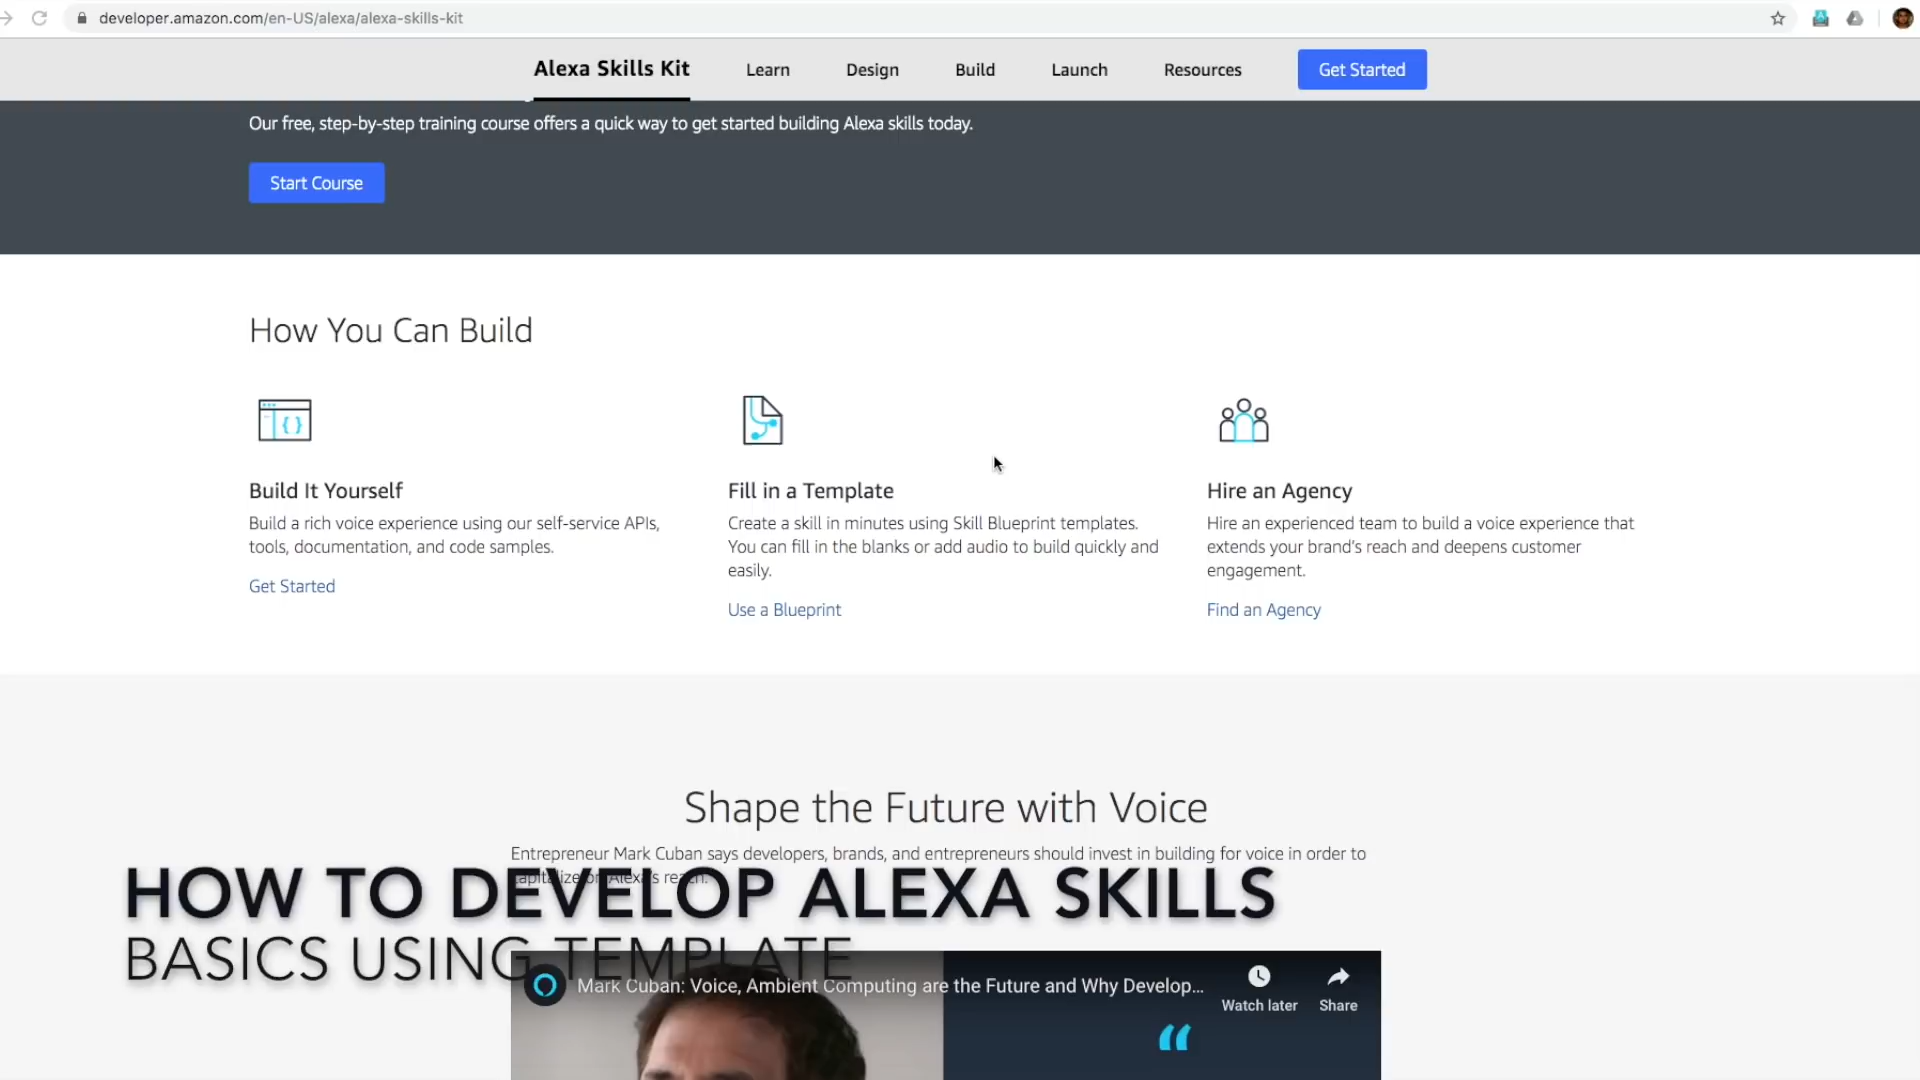 developer.amazon.com/en-US/alexa/alexa-skills-kit
Alexa Skills Kit
Learn
Design
Build
Launch
Resources
Get Started
Our free, step-by-step training course offers a quick way to get started building Alexa skills today.
Start Course
How You Can Build
Build It Yourself
Build a rich voice experience using our self-service APIs,
tools, documentation, and code samples.
Get Started
Fill in a Template
Create a skill in minutes using Skill Blueprint templates.
You can fill in the blanks or add audio to build quickly and
easily.
Use a Blueprint
Hire an Agency
Hire an experienced team to build a voice experience that
extends your brand's reach and deepens customer
engagement.
Find an Agency
Shape the Future with Voice
Entrepreneur Mark Cuban says developers, brands, and entrepreneurs should invest in building for voice in order to
capitalize on Alexa's reach.
HOW TO DEVELOP ALEXA SKILLS
BASICS USING TEMPLATE
Mark Cuban: Voice, Ambient Computing are the Future and Why Develop...
Watch later
Share
“